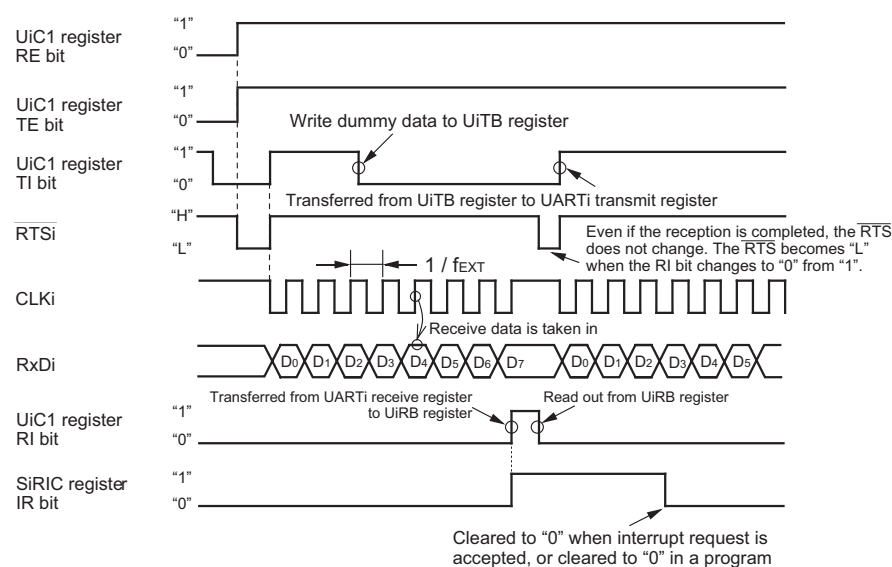 UiC1 register
RE bit
“1”
“0”
UiC1 register
TE bit
“1”
“0”
Write dummy data to UiTB register
UiC1 register
TI bit
“1”
“0”
Transferred from UiTB register to UARTi transmit register
RTSi
“H”
“L”
Even if the reception is completed, the RTS
does not change. The RTS becomes “L”
when the RI bit changes to “0” from “1”.
1 / fEXT
CLKi
Receive data is taken in
RxDi
D0 D1 D2 D3 D4 D5 D6 D7 D0 D1 D2 D3 D4 D5
Transferred from UARTi receive register
to UiRB register
Read out from UiRB register
UiC1 register
RI bit
“1”
“0”
SiRIC register
IR bit
“1”
“0”
Cleared to “0” when interrupt request is
accepted, or cleared to “0” in a program